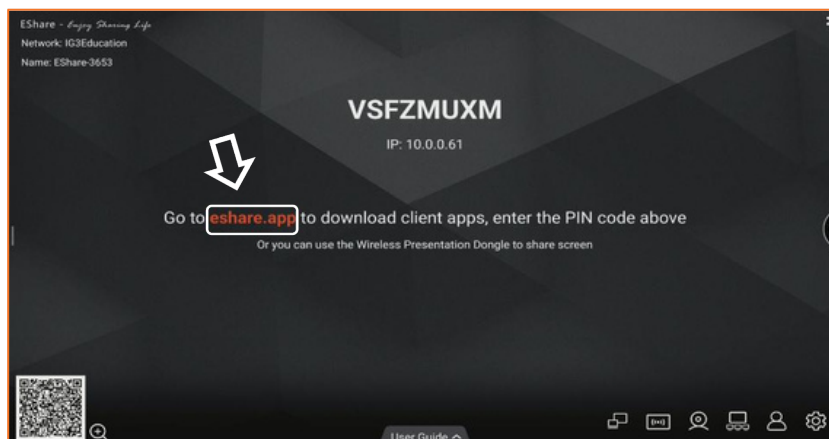 EShare - Enjoy Sharing Life
Network: IG3Education
Name: EShare-3653
VSFZMUXM
IP: 10.0.0.61
Go to eshare.app to download client apps, enter the PIN code above
Or you can use the Wireless Presentation Dongle to share screen
User Guide